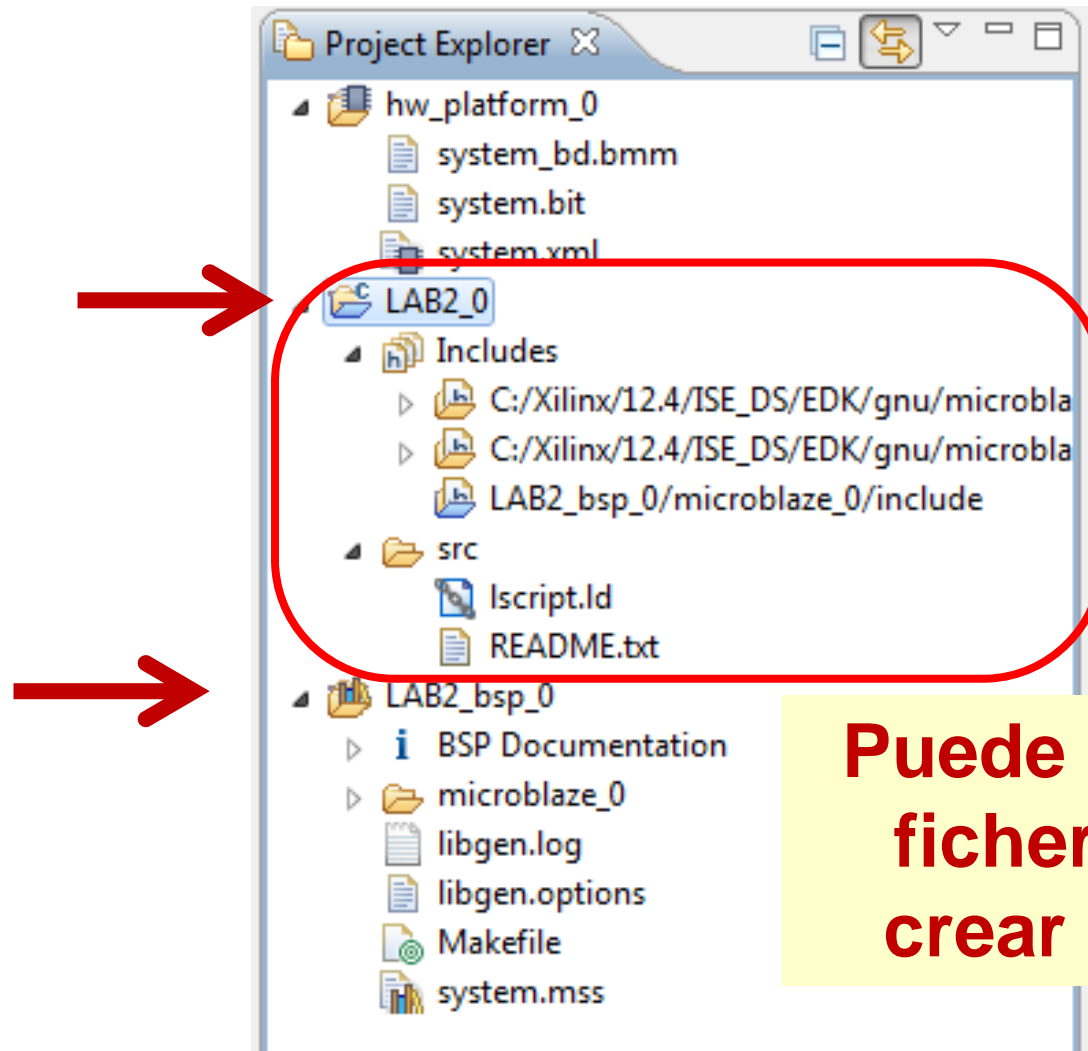 Project Explorer
hw_platform_0
system_bd.bmm
system.bit
system.xml
LAB2_0
Includes
C:/Xilinx/12.4/ISE_DS/EDK/gnu/microbla
C:/Xilinx/12.4/ISE_DS/EDK/gnu/microbla
LAB2_bsp_0/microblaze_0/include
src
lscript.ld
README.txt
LAB2_bsp_0
BSP Documentation
microblaze_0
libgen.log
libgen.options
Makefile
system.mss
Puede
ficher
crear